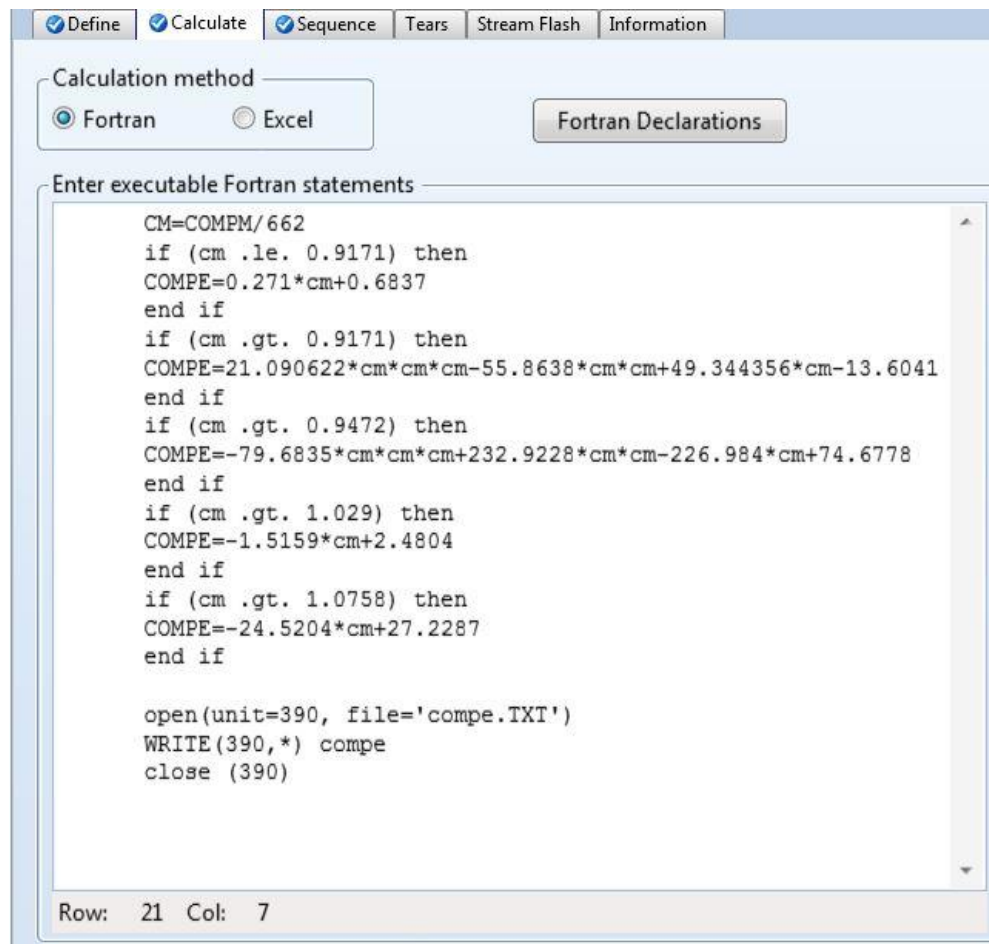 Define Calculate Sequence Tears Stream Flash Information
Calculation method
Fortran Excel Fortran Declarations
Enter executable Fortran statements
CM=COMPM/662
if (cm .le. 0.9171) then
COMPE=0.271*cm+0.6837
end if
if (cm .gt. 0.9171) then
COMPE=21.090622*cm*cm*cm-55.8638*cm*cm+49.344356*cm-13.6041
end if
if (cm .gt. 0.9472) then
COMPE=-79.6835*cm*cm*cm+232.9228*cm*cm-226.984*cm+74.6778
end if
if (cm .gt. 1.029) then
COMPE=-1.5159*cm+2.4804
end if
if (cm .gt. 1.0758) then
COMPE=-24.5204*cm+27.2287
end if
open(unit=390, file='compe.TXT')
WRITE(390,*) compe
close (390)
Row: 21 Col: 7